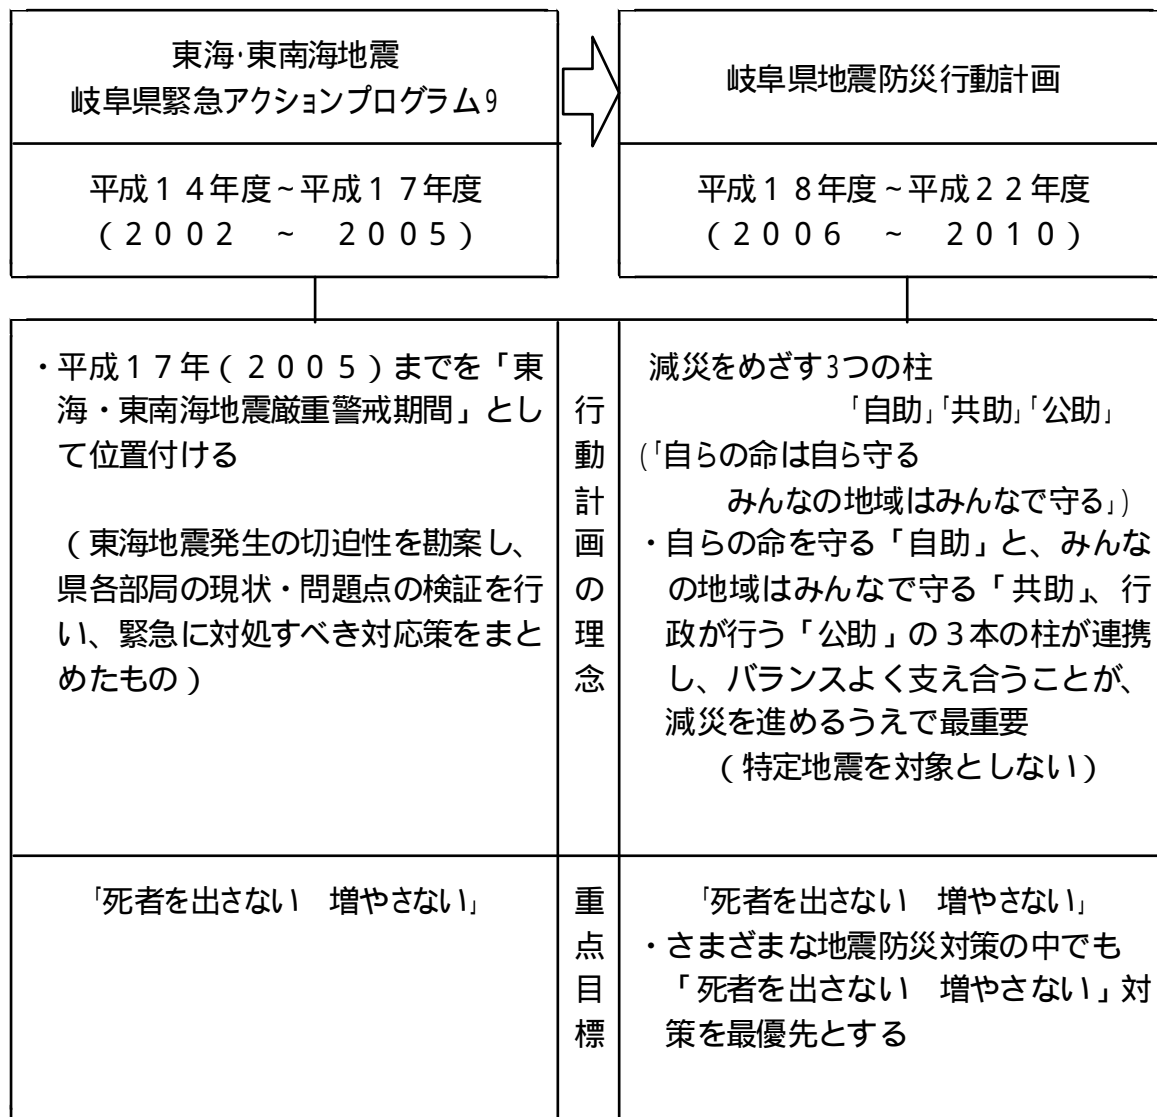 東海・東南海地震
岐阜県緊急アクションプログラム9
岐阜県地震防災行動計画
平成１４年度～平成１７年度
（２００２　～　２００５）
平成１８年度～平成２２年度
（２００６　～　２０１０）
・平成１７年（２００５）までを「東
海・東南海地震厳重警戒期間」とし
て位置付ける
（東海地震発生の切迫性を勘案し、
県各部局の現状・問題点の検証を行
い、緊急に対処すべき対応策をまと
めたもの）
行動計画の理念
減災をめざす3つの柱
「自助」「共助」「公助」
（「自らの命は自ら守る
みんなの地域はみんなで守る」）
・自らの命を守る「自助」と、みんな
の地域はみんなで守る「共助」、行
政が行う「公助」の３本の柱が連携
し、バランスよく支え合うことが、
減災を進めるうえで最重要
（特定地震を対象としない）
「死者を出さない　増やさない」
重点目標
「死者を出さない　増やさない」
・さまざまな地震防災対策の中でも
「死者を出さない　増やさない」対
策を最優先とする